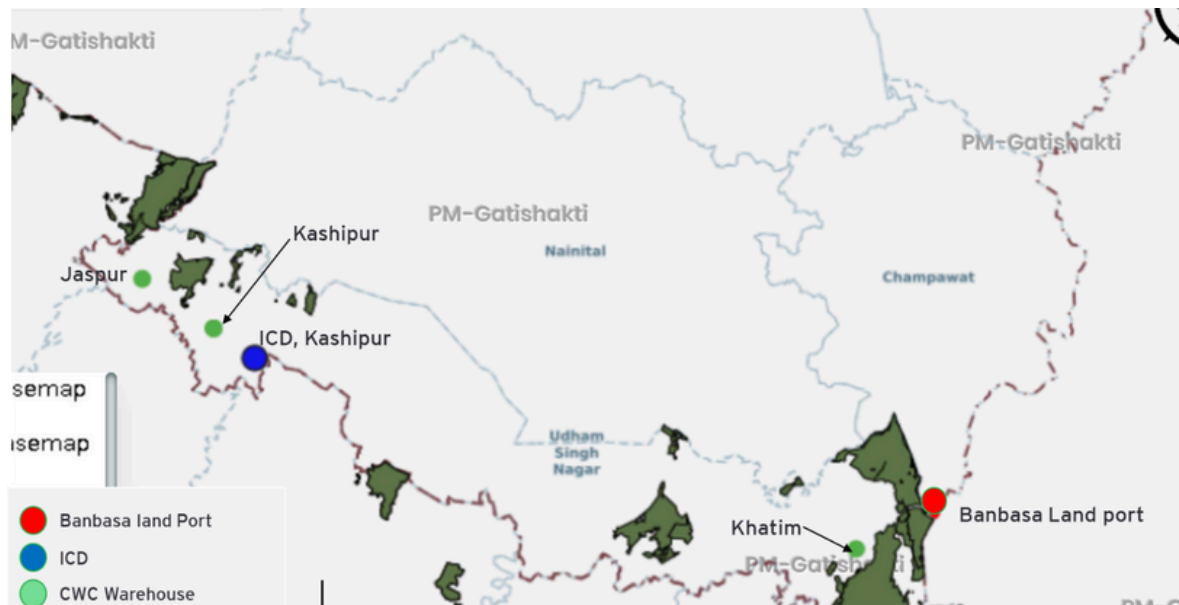 M-Gatishakti
PM-Gatishakti
PM-Gatishakti
Kashipur
Nainital
Jaspur
Champawat
ICD, Kashipur
semap
semap
Udham
Singh
Nagar
Banbasa land Port
Banbasa Land port
Khatim
ICD
PM-Gatishakti
CWC Warehouse